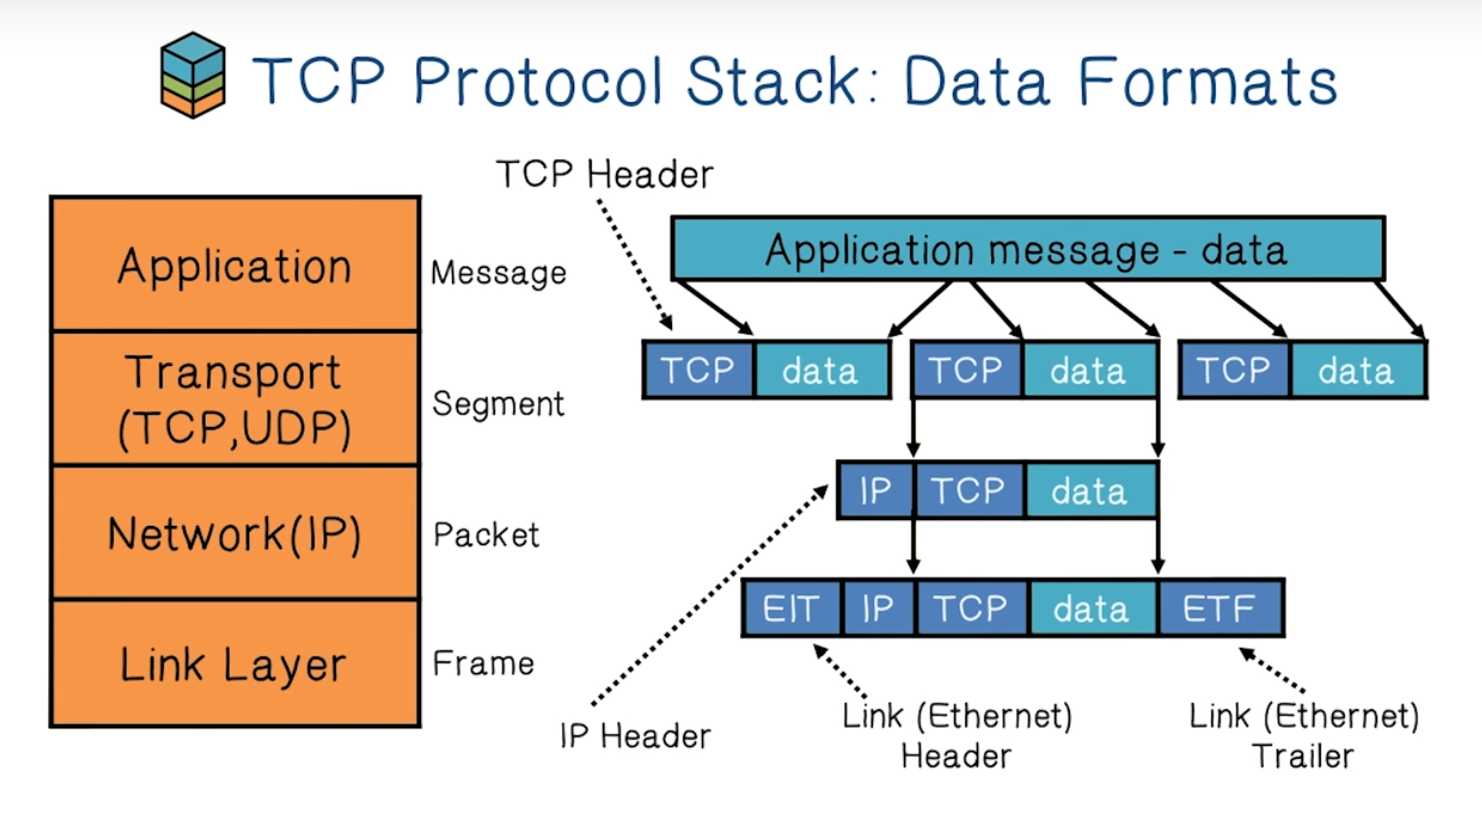 TCP Protocol Stack: Data Formats
TCP Header
Application
Message
Application message - data
Transport
(TCP,UDP)
Segment
TCP data
TCP data
TCP data
Network(IP)
Packet
IP TCP data
Link Layer
Frame
EIT IP TCP data ETF
IP Header
Link (Ethernet)
Header
Link (Ethernet)
Trailer